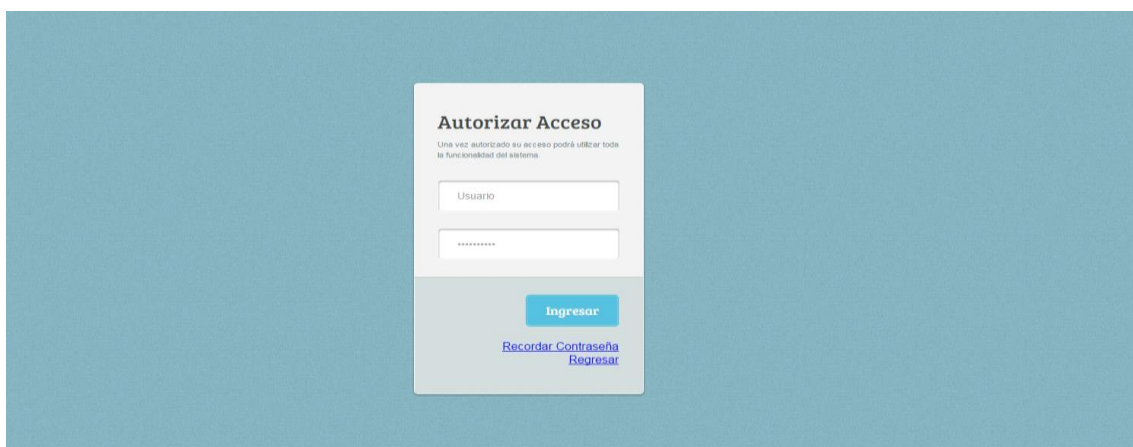 Autorizar Acceso
Una vez autorizado su acceso podrá utilizar toda
la funcionalidad del sistema.
Usuario
••••••••••
Ingresar
Recordar Contraseña
Regresar